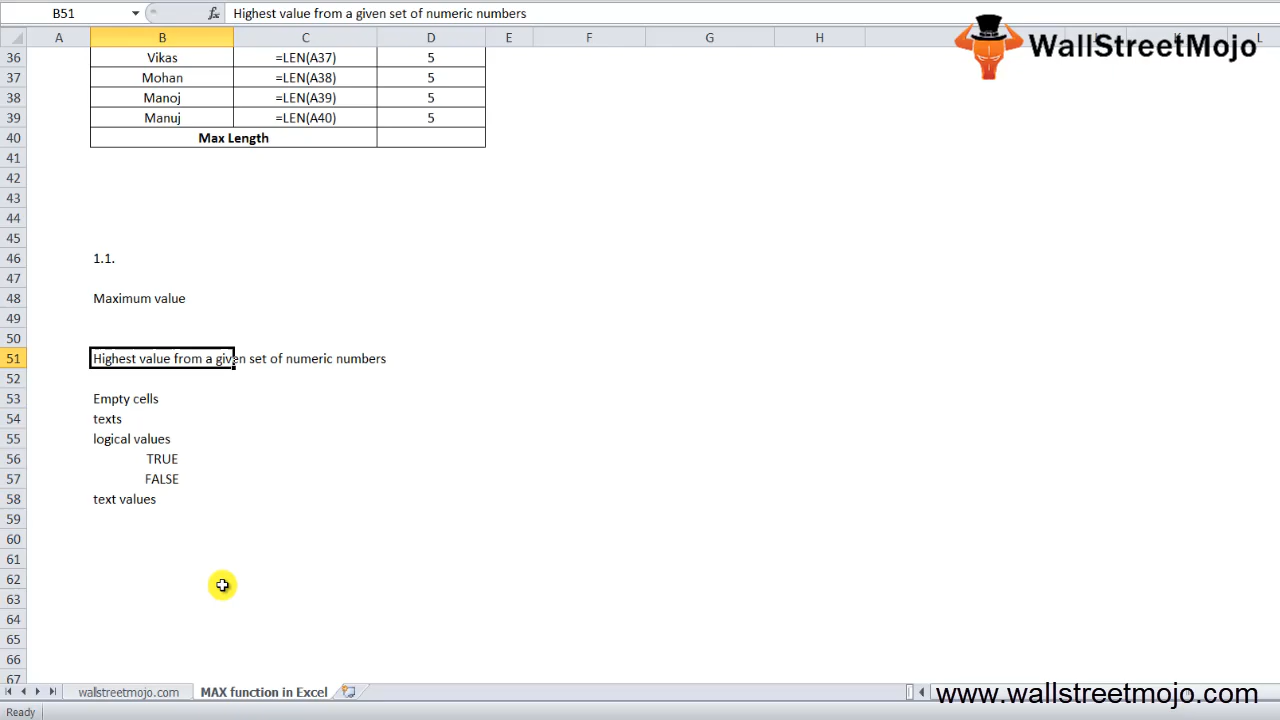 B51 fx Highest value from a given set of numeric numbers
A B C D E F G H L
WallStreetMojo
36 Vikas =LEN(A37) 5
37 Mohan =LEN(A38) 5
38 Manoj =LEN(A39) 5
39 Manuj =LEN(A40) 5
40 Max Length
41
42
43
44
45
46 1.1.
47
48 Maximum value
49
50
51 Highest value from a given set of numeric numbers
52
53 Empty cells
54 texts
55 logical values
56 TRUE
57 FALSE
58 text values
59
60
61
62
63
64
65
66
67
wallstreetmojo.com MAX function in Excel
www.wallstreetmojo.com
Ready